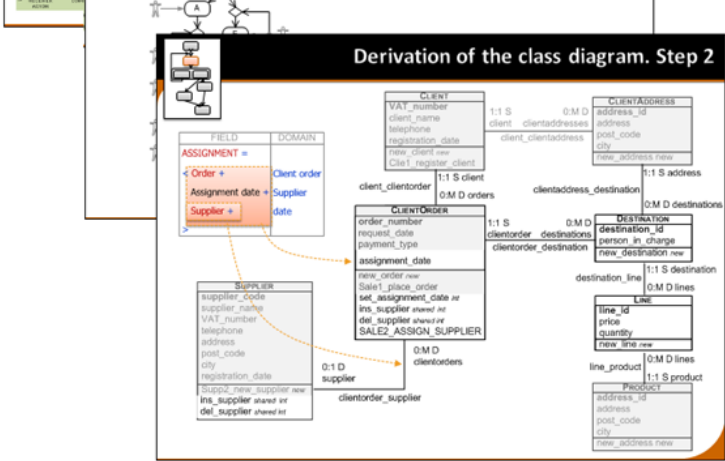 A
Derivation of the class diagram. Step 2
FIELD DOMAIN
ASSIGNMENT =
< Order + Client order
Assignment date + Supplier
Supplier + date
>
CLIENT
VAT_number
client_name
telephone
registration_date
new_client new
Clie1_register_client
1:1 S 0:M D
client clientaddresses
client_clientaddress
CLIENTADDRESS
address_id
address
post_code
city
new_address new
1:1 S client
client_clientorder
0:M D orders
1:1 S address
clientaddress_destination
0:M D destinations
CLIENTORDER
order_number
request_date
payment_type
assignment_date
new_order new
Sale1_place_order
set_assignment_date int
ins_supplier shared int
del_supplier shared int
SALE2_ASSIGN_SUPPLIER
1:1 S 0:M D
clientorder destinations
clientorder_destination
DESTINATION
destination_id
person_in_charge
new_destination new
1:1 S destination
destination_line
0:M D lines
LINE
line_id
price
quantity
new_line new
0:M D lines
line_product
1:1 S product
PRODUCT
address_id
address
post_code
city
new_address new
SUPPLIER
supplier_code
supplier_name
VAT_number
telephone
address
post_code
city
registration_date
Supp2_new_supplier new
ins_supplier shared int
del_supplier shared int
0:M D
clientorders
0:1 D
supplier
clientorder_supplier